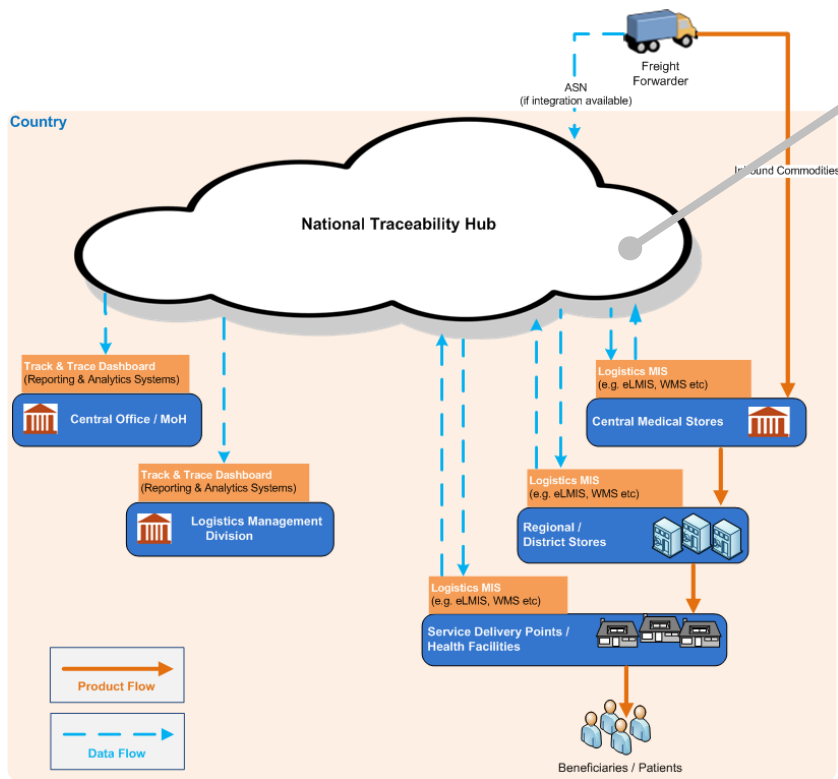 Freight
Forwarder
ASN
(if integration available)
Country
Inbound Commodities
National Traceability Hub
Track & Trace Dashboard
(Reporting & Analytics Systems)
Central Office / MoH
Logistics MIS
(e.g. eLMIS, WMS etc)
Central Medical Stores
Track & Trace Dashboard
(Reporting & Analytics Systems)
Logistics Management
Division
Logistics MIS
(e.g. eLMIS, WMS etc)
Regional /
District Stores
Logistics MIS
(e.g. eLMIS, WMS etc)
Service Delivery Points /
Health Facilities
Product Flow
Data Flow
Beneficiaries / Patients